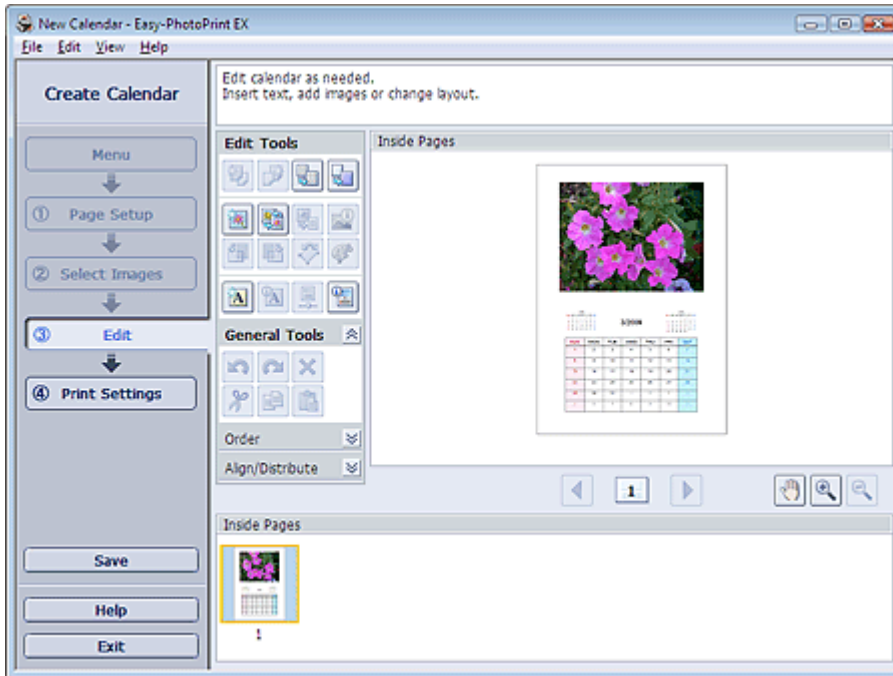 New Calendar - Easy-PhotoPrint EX
File Edit View Help
Create Calendar
Menu
① Page Setup
② Select Images
③ Edit
④ Print Settings
Save
Help
Exit
Edit calendar as needed.
Insert text, add images or change layout.
Edit Tools
General Tools
Order
Align/Distribute
Inside Pages
1
Inside Pages
1